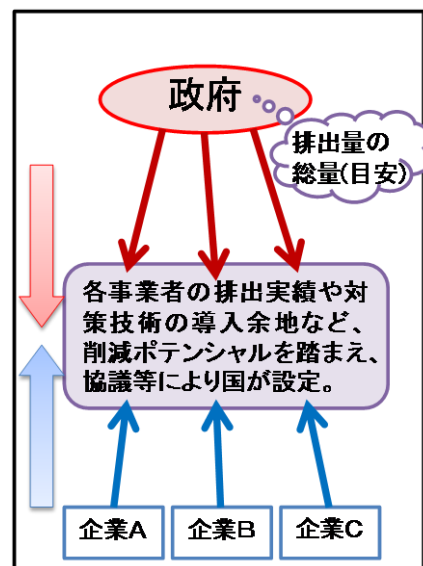 政府
排出量の
総量(目安)
各事業者の排出実績や対
策技術の導入余地など、
削減ポテンシャルを踏まえ、
協議等により国が設定。
企業A
企業B
企業C